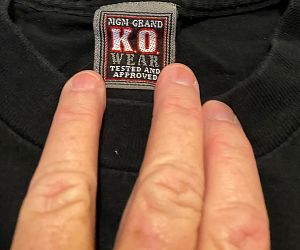 MGM GRAND
K.O.
WEAR
TESTED AND
APPROVED